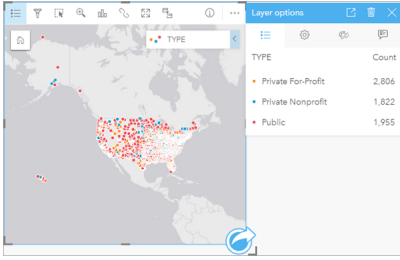 Layer options
TYPE
TYPE Count
Private For-Profit 2,806
Private Nonprofit 1,822
Public 1,955